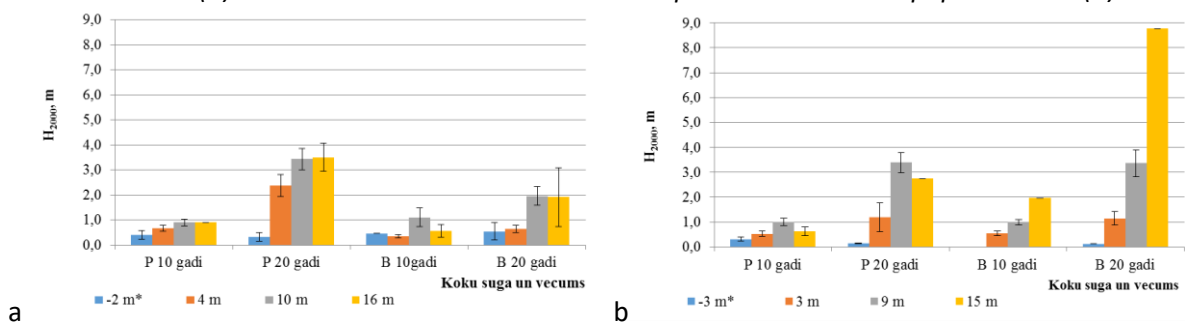 9,0
8,0
7,0
6,0
5,0
4,0
3,0
2,0
1,0
0,0
H2000, m
P 10 gadi P 20 gadi B 10gadi B 20 gadi
Koku suga un vecums
-2 m* 4 m 10 m 16 m
a
9,0
8,0
7,0
6,0
5,0
4,0
3,0
2,0
1,0
0,0
H2000, m
P 10 gadi P 20 gadi B 10 gadi B 20 gadi
Koku suga un vecums
-3 m* 3 m 9 m 15 m
b